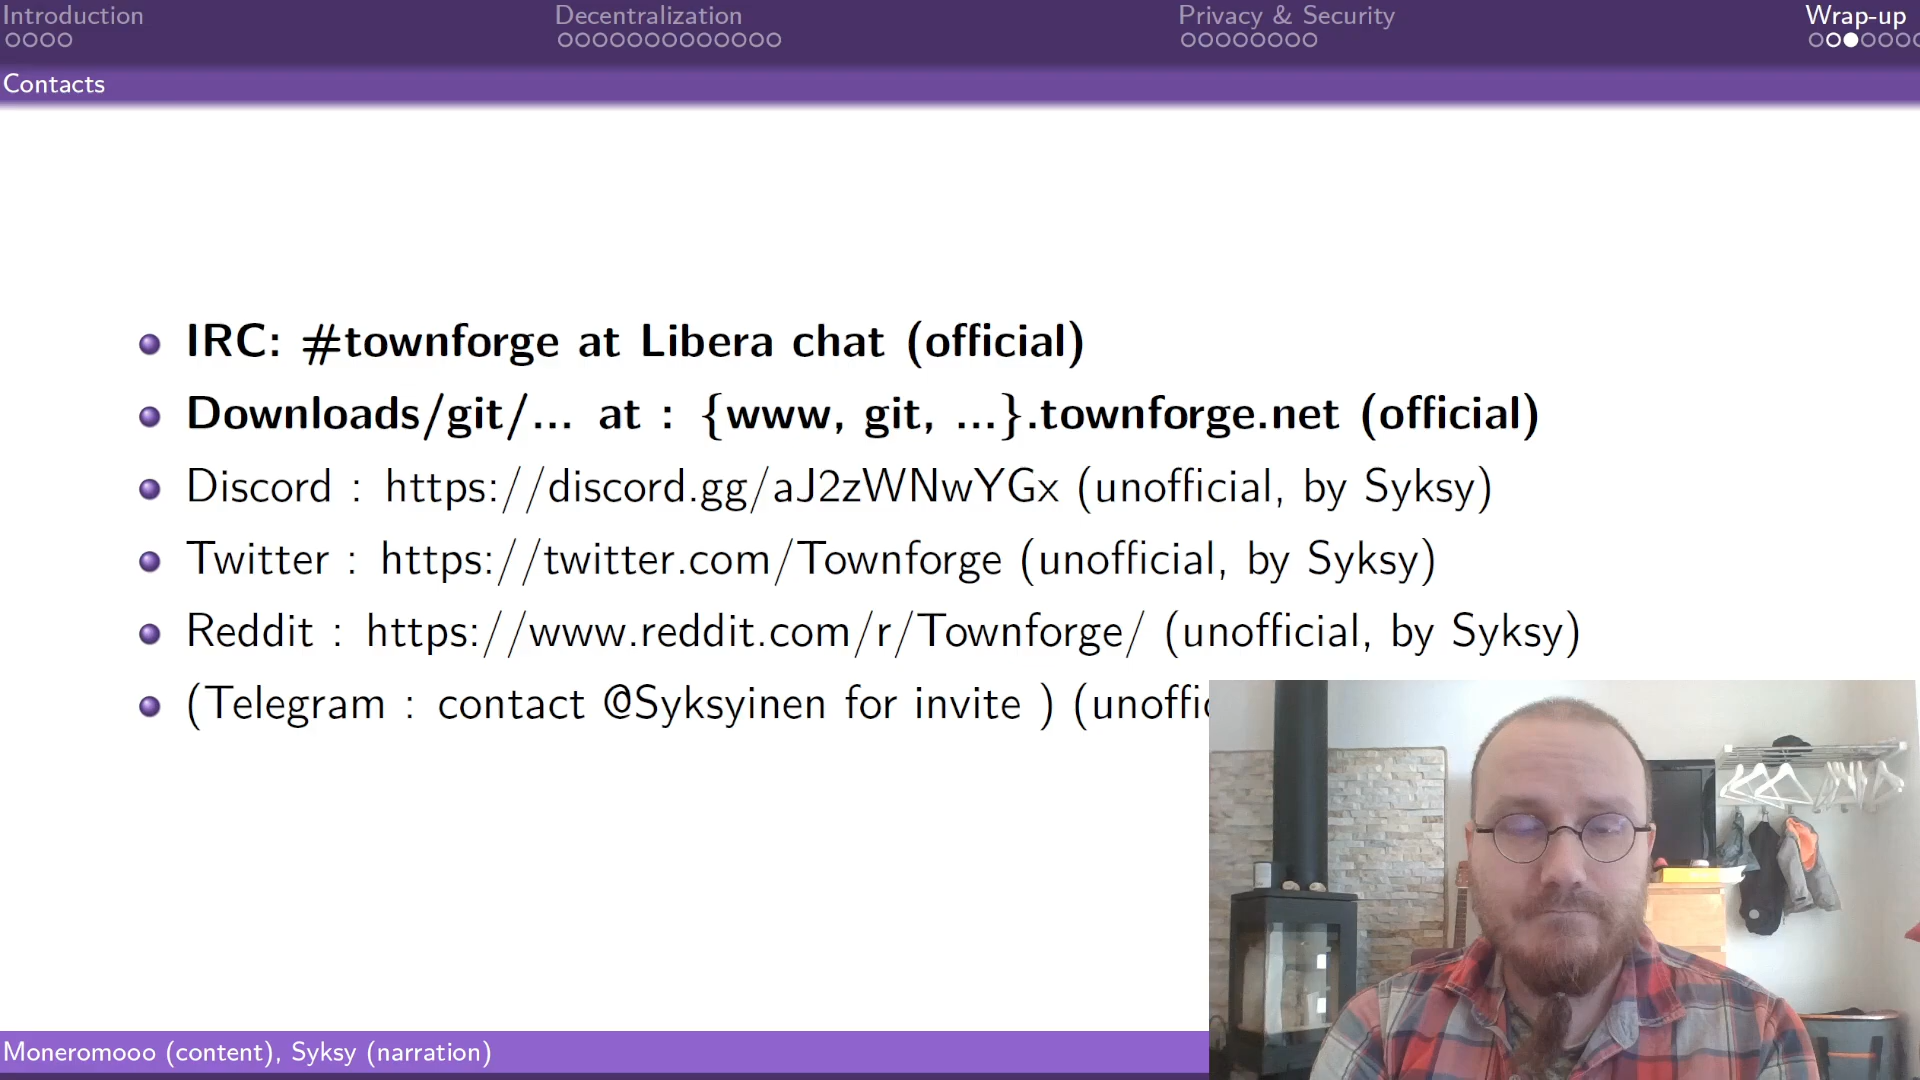 Introduction
Decentralization
Privacy & Security
Wrap-up
Contacts
IRC: #townforge at Libera chat (official)
Downloads/git/... at : {www, git, ...}.townforge.net (official)
Discord : https://discord.gg/aJ2zWNwYGx (unofficial, by Syksy)
Twitter : https://twitter.com/Townforge (unofficial, by Syksy)
Reddit : https://www.reddit.com/r/Townforge/ (unofficial, by Syksy)
(Telegram : contact @Syksyinen for invite )
Moneromooo (content), Syksy (narration)